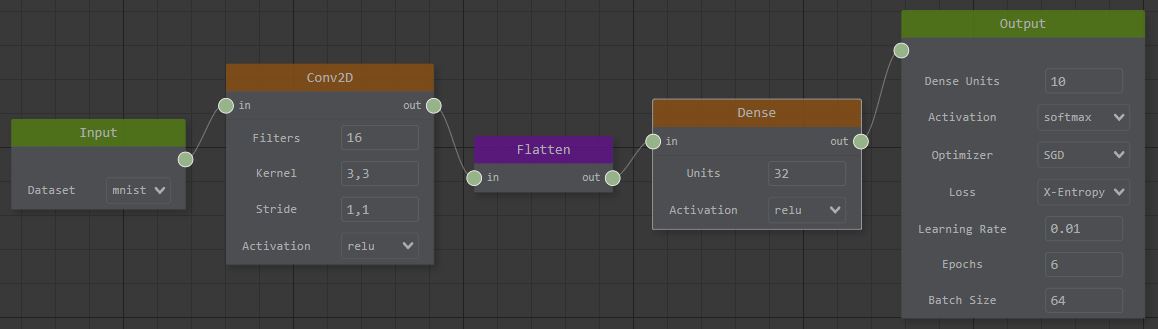 Input
Dataset mnist
Conv2D
in out
Filters 16
Kernel 3,3
Stride 1,1
Activation relu
Flatten
in out
Dense
in out
Units 32
Activation relu
Output
Dense Units 10
Activation softmax
Optimizer SGD
Loss X-Entropy
Learning Rate 0.01
Epochs 6
Batch Size 64